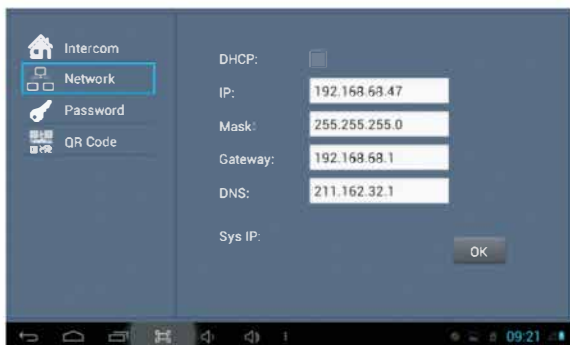 Intercom
Network
Password
QR Code
DHCP:
IP: 192.168.68.47
Mask: 255.255.255.0
Gateway: 192.168.68.1
DNS: 211.162.32.1
Sys IP:
OK
09:21